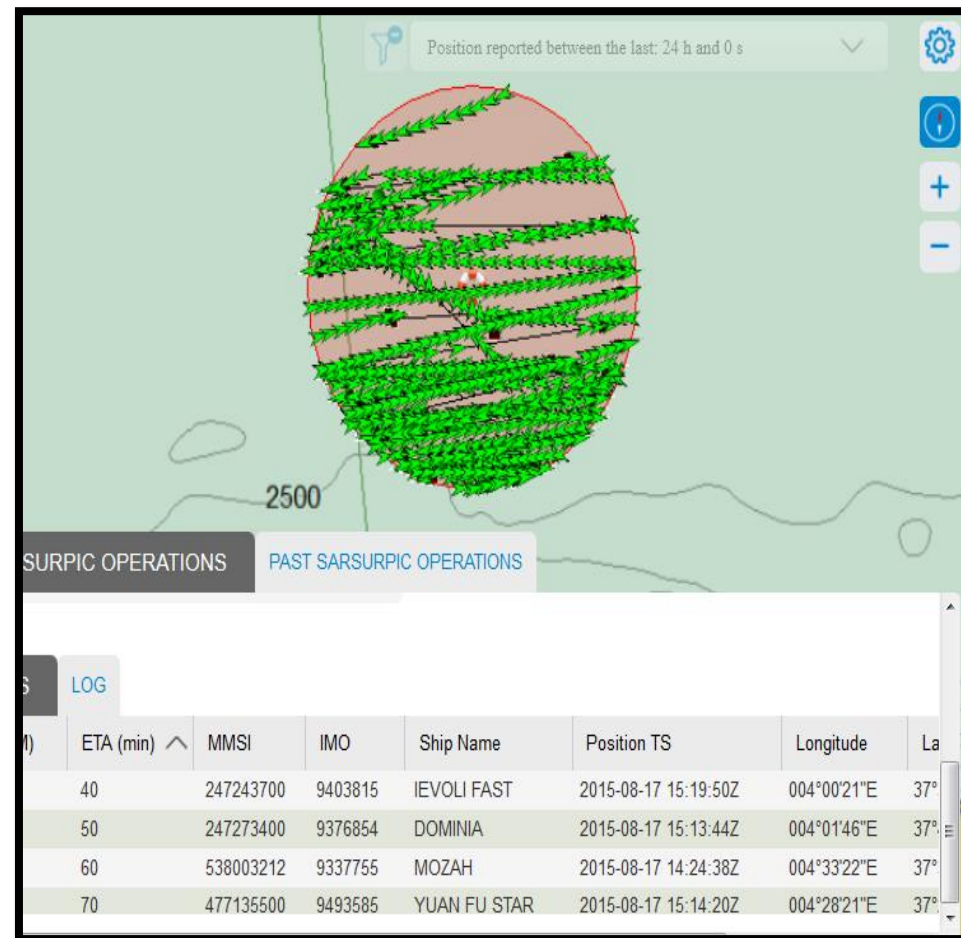 Position reported between the last: 24 h and 0 s
2500
SURPIC OPERATIONS PAST SARSURPIC OPERATIONS
S LOG
M) ETA (min) MMSI IMO Ship Name Position TS Longitude La
40 247243700 9403815 IEVOLI FAST 2015-08-17 15:19:50Z 004°00'21"E 37°
50 247273400 9376854 DOMINIA 2015-08-17 15:13:44Z 004°01'46"E 37°
60 538003212 9337755 MOZAH 2015-08-17 14:24:38Z 004°33'22"E 37°
70 477135500 9493585 YUAN FU STAR 2015-08-17 15:14:20Z 004°28'21"E 37°